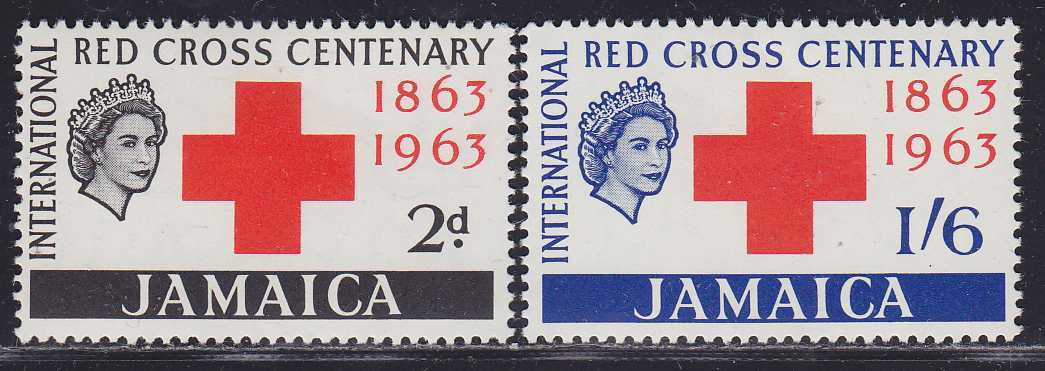 INTERNATIONAL
RED CROSS CENTENARY
1863
1963
2d.
JAMAICA
INTERNATIONAL
RED CROSS CENTENARY
1863
1963
1/6
JAMAICA